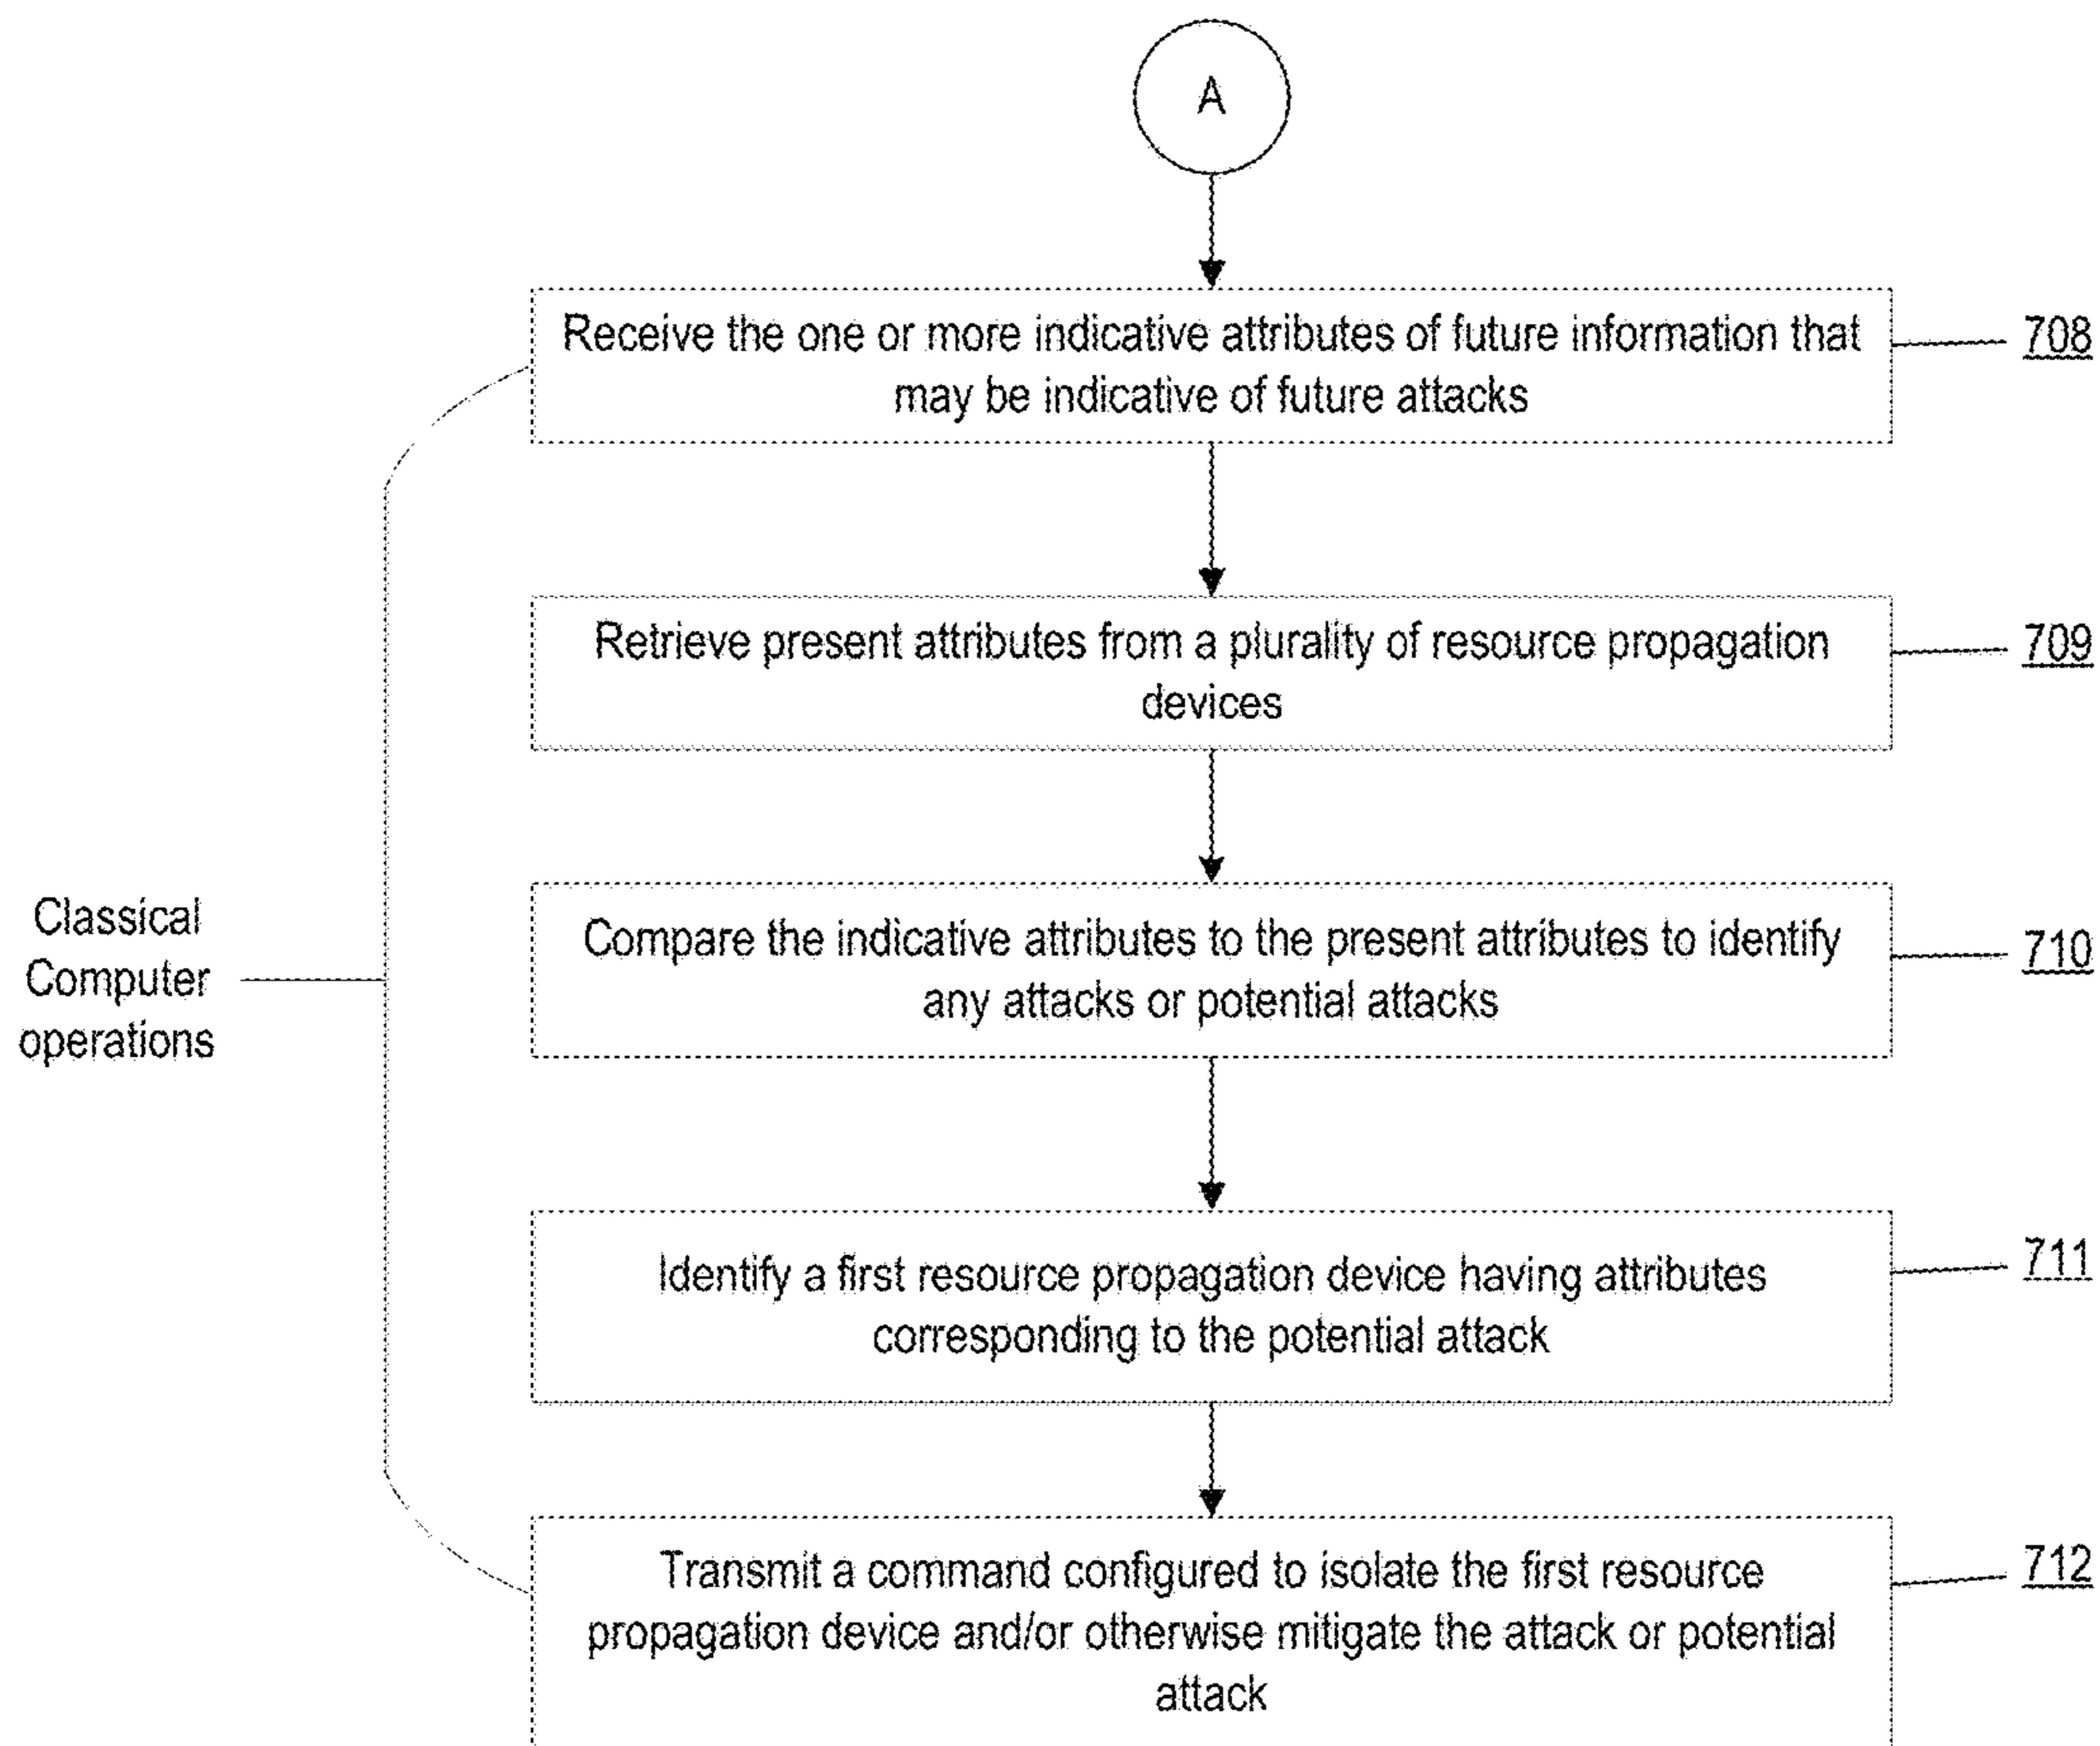 A
Receive the one or more indicative attributes of future information that
may be indicative of future attacks
708
Retrieve present attributes from a plurality of resource propagation
devices
709
Compare the indicative attributes to the present attributes to identify
any attacks or potential attacks
710
Classical
Computer
operations
Identify a first resource propagation device having attributes
corresponding to the potential attack
711
Transmit a command configured to isolate the first resource
propagation device and/or otherwise mitigate the attack or potential
attack
712